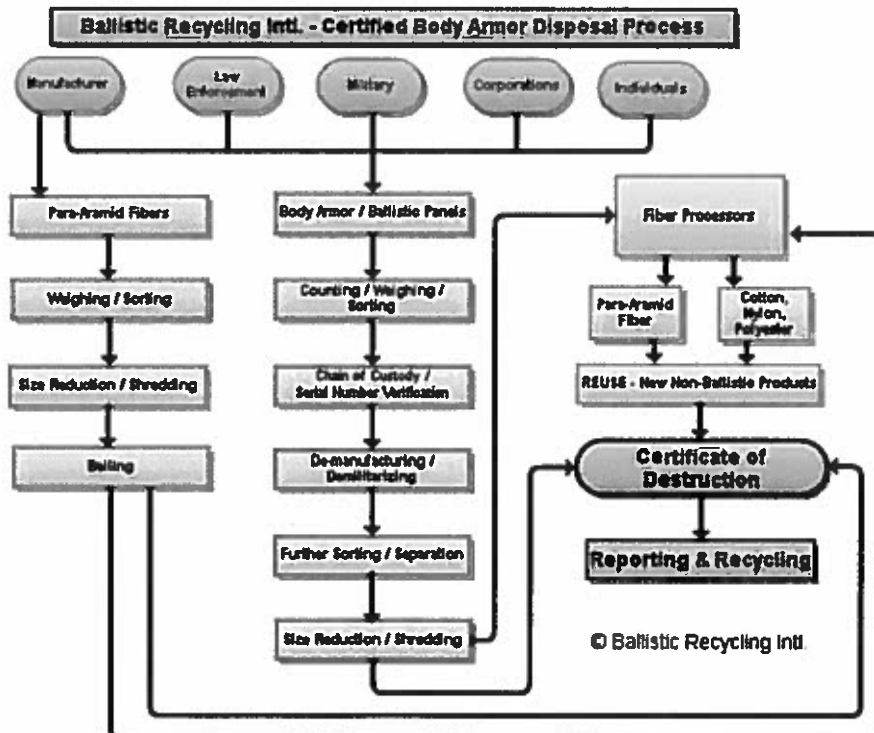 Ballistic Recycling Intl. - Certified Body Armor Disposal Process
Manufacturer
Law
Enforcement
Military
Corporations
Individuals
Para-Aramid Fibers
Body Armor / Ballistic Panels
Fiber Processors
Weighing / Sorting
Counting / Weighing /
Sorting
Para-Aramid
Fiber
Cotton,
Nylon,
Polyester
Size Reduction / Shredding
Chain of Custody /
Serial Number Verification
REUSE - New Non-Ballistic Products
Bailing
De-manufacturing /
Demilitarizing
Certificate of
Destruction
Further Sorting / Separation
Reporting & Recycling
Size Reduction / Shredding
© Ballistic Recycling Intl.